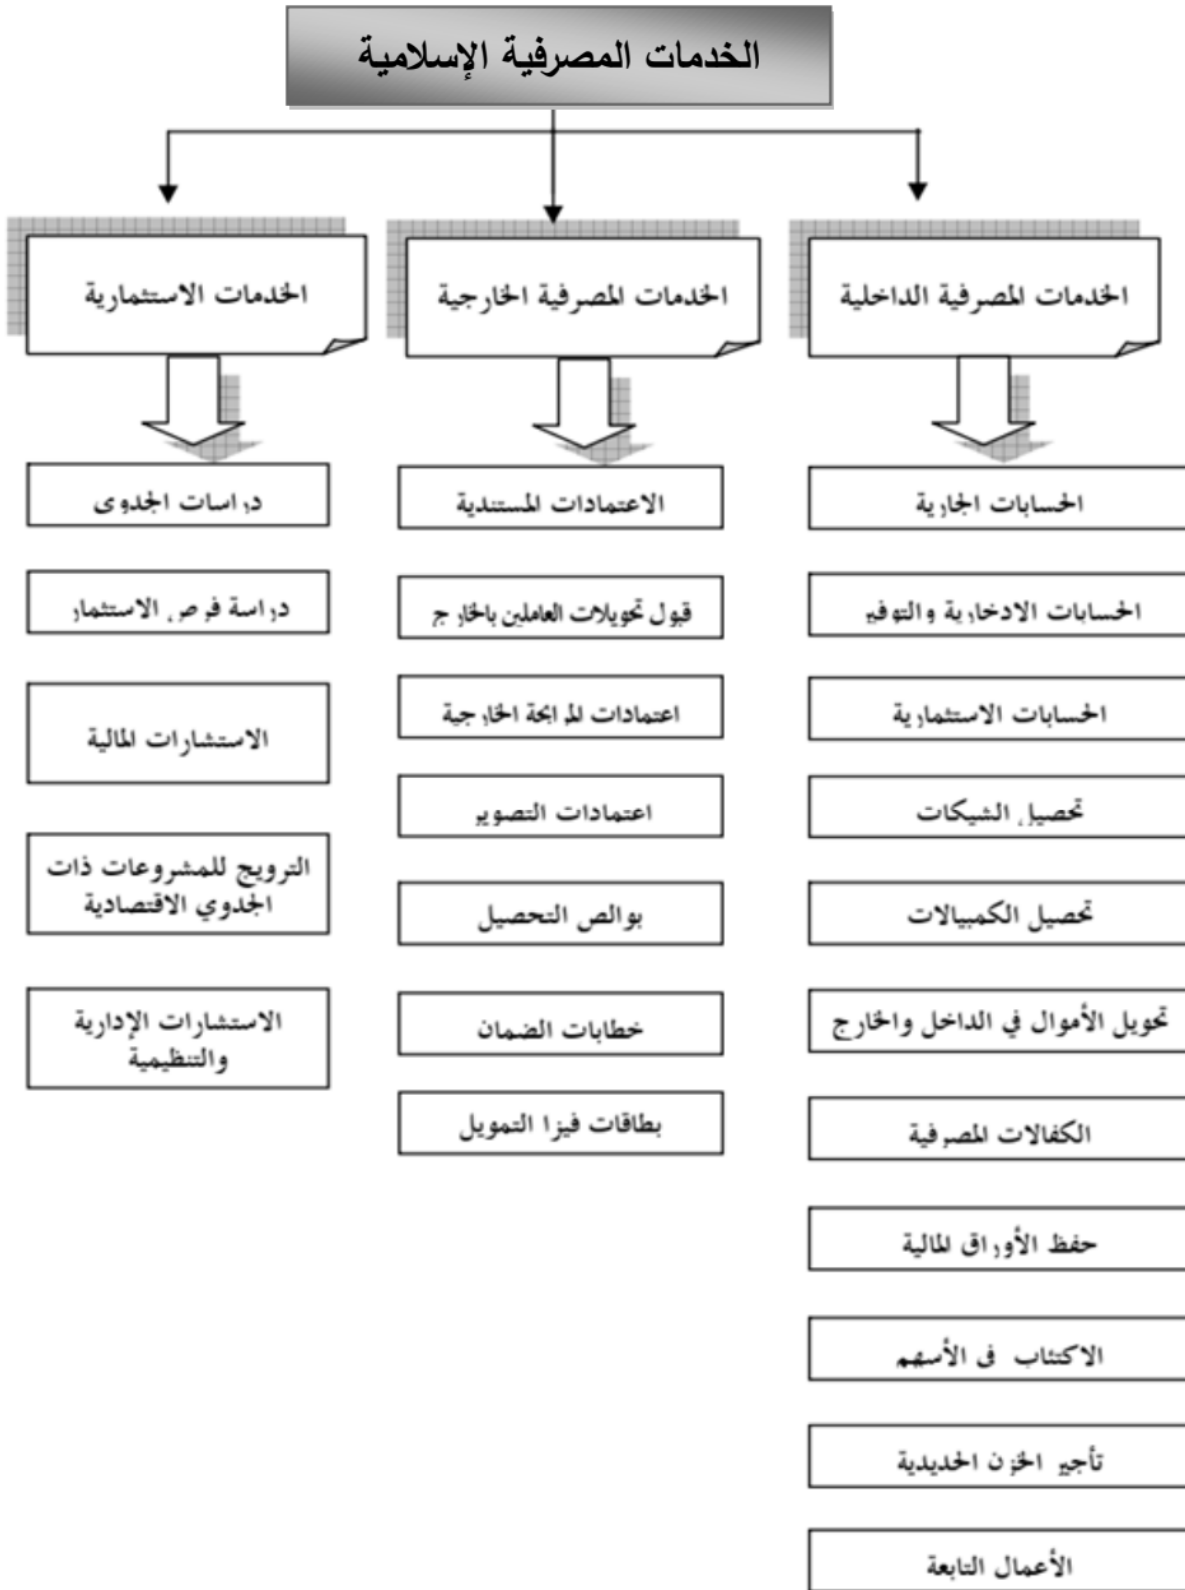 الخدمات المصرفية الإسلامية
الخدمات المصرفية الداخلية
الحسابات الجارية
الحسابات الادخارية والتوفير
الحسابات الاستثمارية
تحصيل الشيكات
تحصيل الكمبيالات
تحويل الأموال في الداخل والخارج
الكفالات المصرفية
حفظ الأوراق المالية
الاكتئاب فى الأسهم
تأجير الخزن الحديدية
الأعمال التابعة
الخدمات المصرفية الخارجية
الاعتمادات المستندية
قبول تحويلات العاملين بالخارج
اعتمادات المرابحة الخارجية
اعتمادات التصوير
بوالص التحصيل
خطابات الضمان
بطاقات فيزا التمويل
الخدمات الاستثمارية
دراسات الجدوى
دراسة فرص الاستثمار
الاستشارات المالية
الترويج للمشروعات ذات
الجدوي الاقتصادية
الاستشارات الإدارية
والتنظيمية